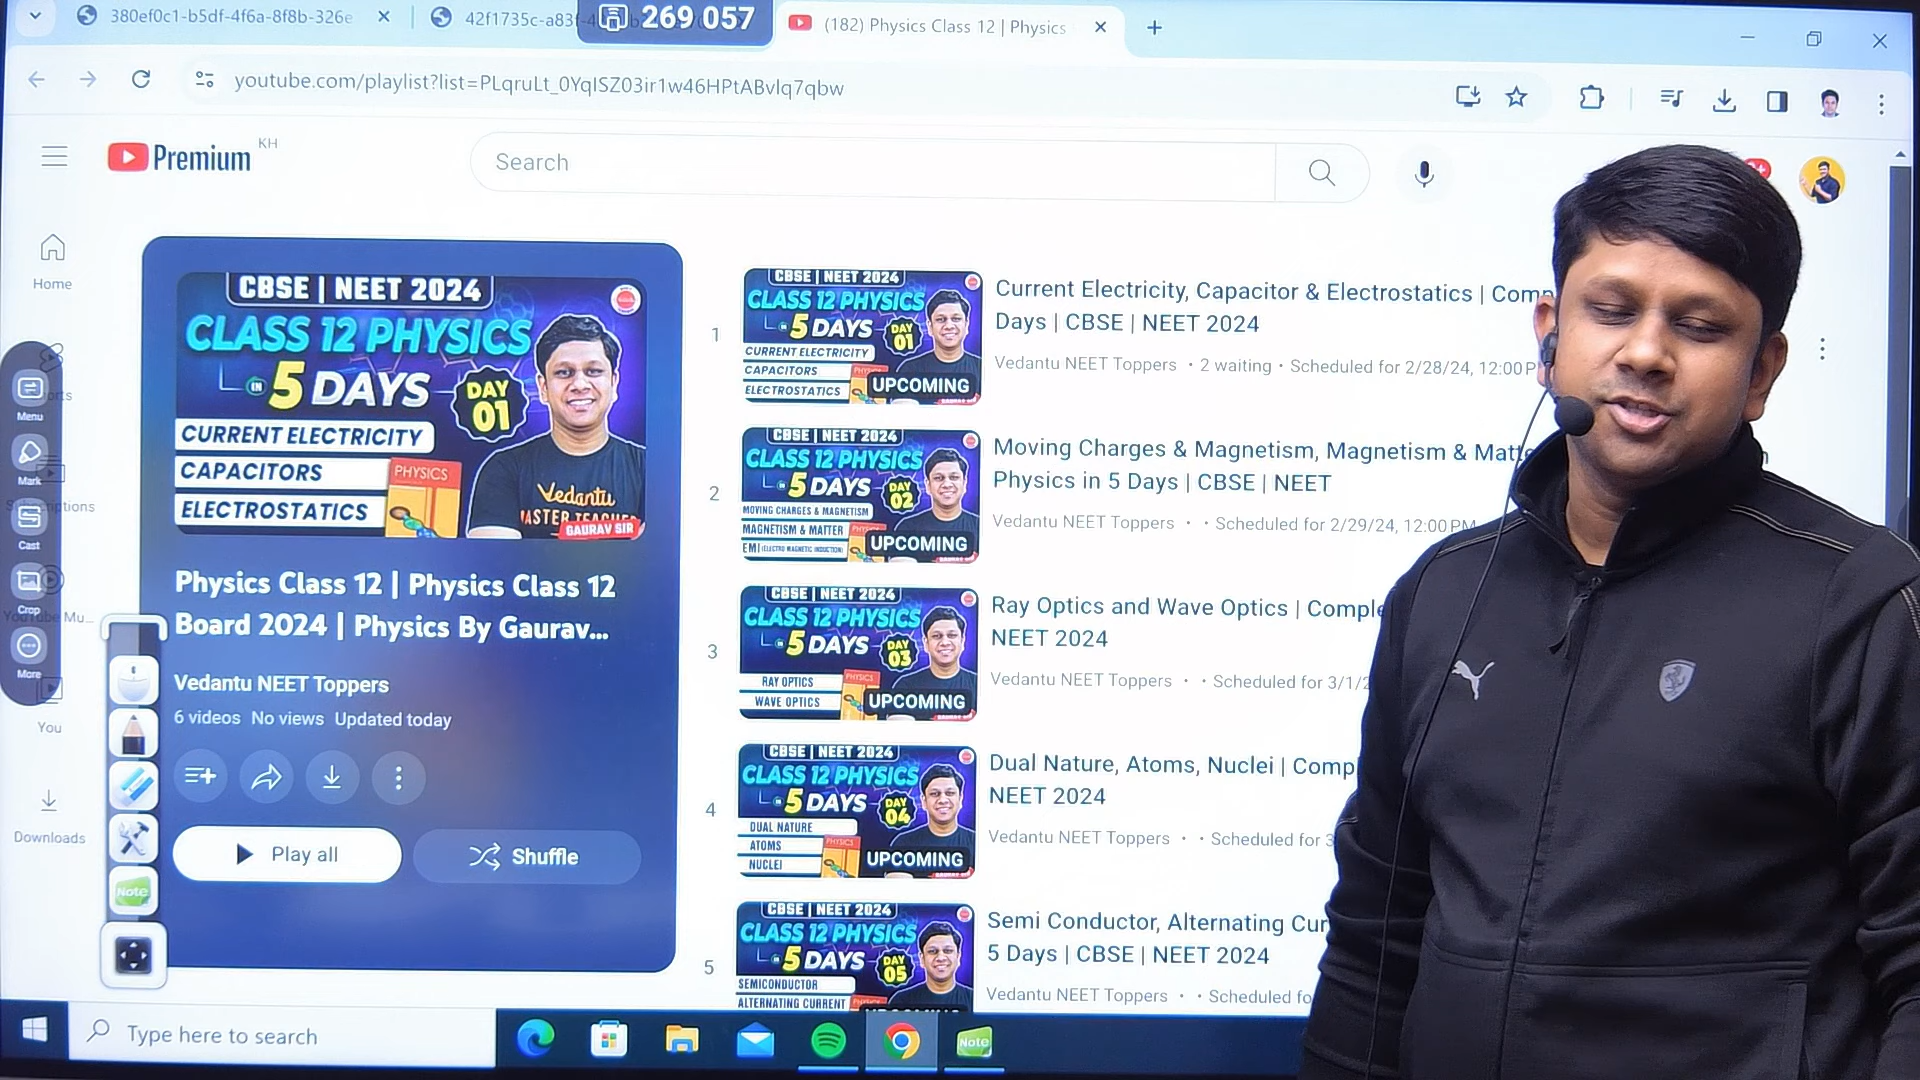 380ef0c1-b5df-4f6a-8f8b-326e
42f1735c-a83f-4
269 057
(182) Physics Class 12 | Physics
youtube.com/playlist?list=PLqruLt_0YqISZ03ir1w46HPtABvlq7qbw
Premium KH
Search
Home
Menu
Mark
Cast
Crop
More
You
Downloads
Note
CBSE | NEET 2024
CLASS 12 PHYSICS
IN 5 DAYS
DAY 01
CURRENT ELECTRICITY
CAPACITORS
ELECTROSTATICS
PHYSICS
Vedantu
MASTER TEACHER
GAURAV SIR
Physics Class 12 | Physics Class 12
Board 2024 | Physics By Gaurav...
Vedantu NEET Toppers
6 videos No views Updated today
Play all
Shuffle
1
CBSE | NEET 2024
CLASS 12 PHYSICS
5 DAYS
DAY 01
CURRENT ELECTRICITY
CAPACITORS
ELECTROSTATICS
UPCOMING
Current Electricity, Capacitor & Electrostatics | Comp
Days | CBSE | NEET 2024
Vedantu NEET Toppers • 2 waiting • Scheduled for 2/28/24, 12:00 P
2
CBSE | NEET 2024
CLASS 12 PHYSICS
5 DAYS
DAY 02
MOVING CHARGES & MAGNETISM
MAGNETISM & MATTER
EMI (ELECTRO MAGNETIC INDUCTION)
UPCOMING
Moving Charges & Magnetism, Magnetism & Matte
Physics in 5 Days | CBSE | NEET
Vedantu NEET Toppers • • Scheduled for 2/29/24, 12:00 PM
3
CBSE | NEET 2024
CLASS 12 PHYSICS
5 DAYS
DAY 03
RAY OPTICS
WAVE OPTICS
PHYSICS
UPCOMING
Ray Optics and Wave Optics | Comple
NEET 2024
Vedantu NEET Toppers • • Scheduled for 3/1/2
4
CBSE | NEET 2024
CLASS 12 PHYSICS
5 DAYS
DAY 04
DUAL NATURE
ATOMS
NUCLEI
PHYSICS
UPCOMING
Dual Nature, Atoms, Nuclei | Comp
NEET 2024
Vedantu NEET Toppers • • Scheduled for 3
5
CBSE | NEET 2024
CLASS 12 PHYSICS
5 DAYS
DAY 05
SEMICONDUCTOR
ALTERNATING CURRENT
Semi Conductor, Alternating Cur
5 Days | CBSE | NEET 2024
Vedantu NEET Toppers • • Scheduled fo
Type here to search
Note